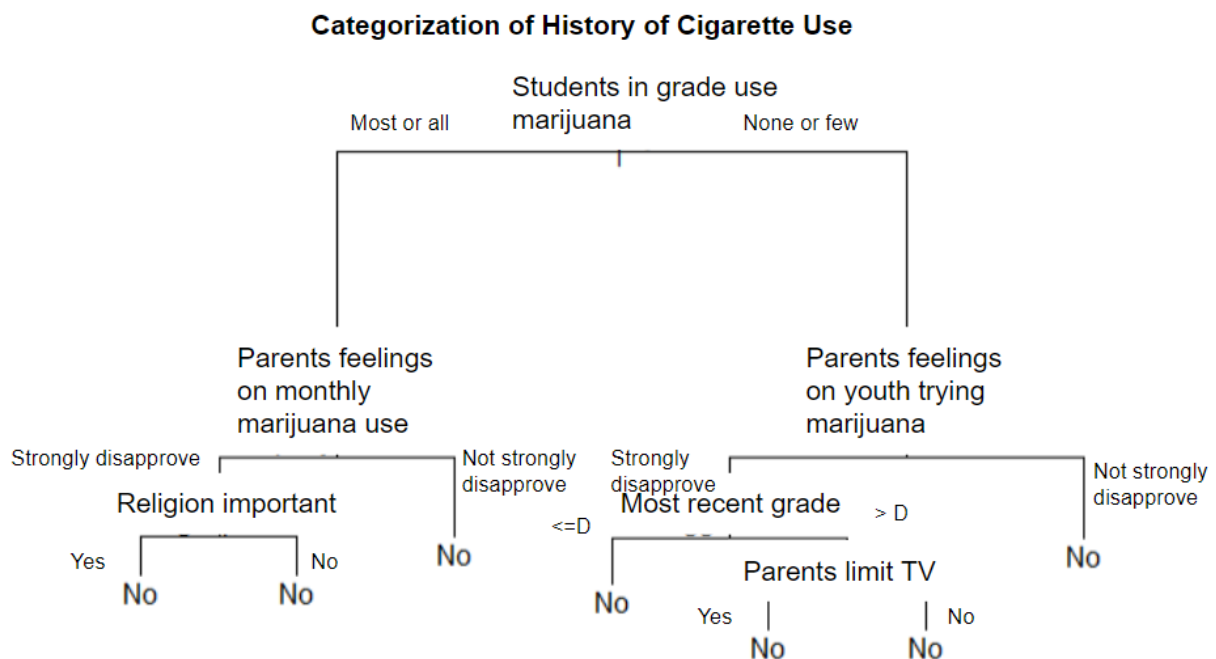 Categorization of History of Cigarette Use
Students in grade use
marijuana
Most or all
None or few
Parents feelings
on monthly
marijuana use
Parents feelings
on youth trying
marijuana
Strongly disapprove
Not strongly
disapprove
Strongly
disapprove
Not strongly
disapprove
Religion important
Most recent grade
<=D
> D
Yes
No
No
No
No
No
No
Parents limit TV
Yes
No
No
No